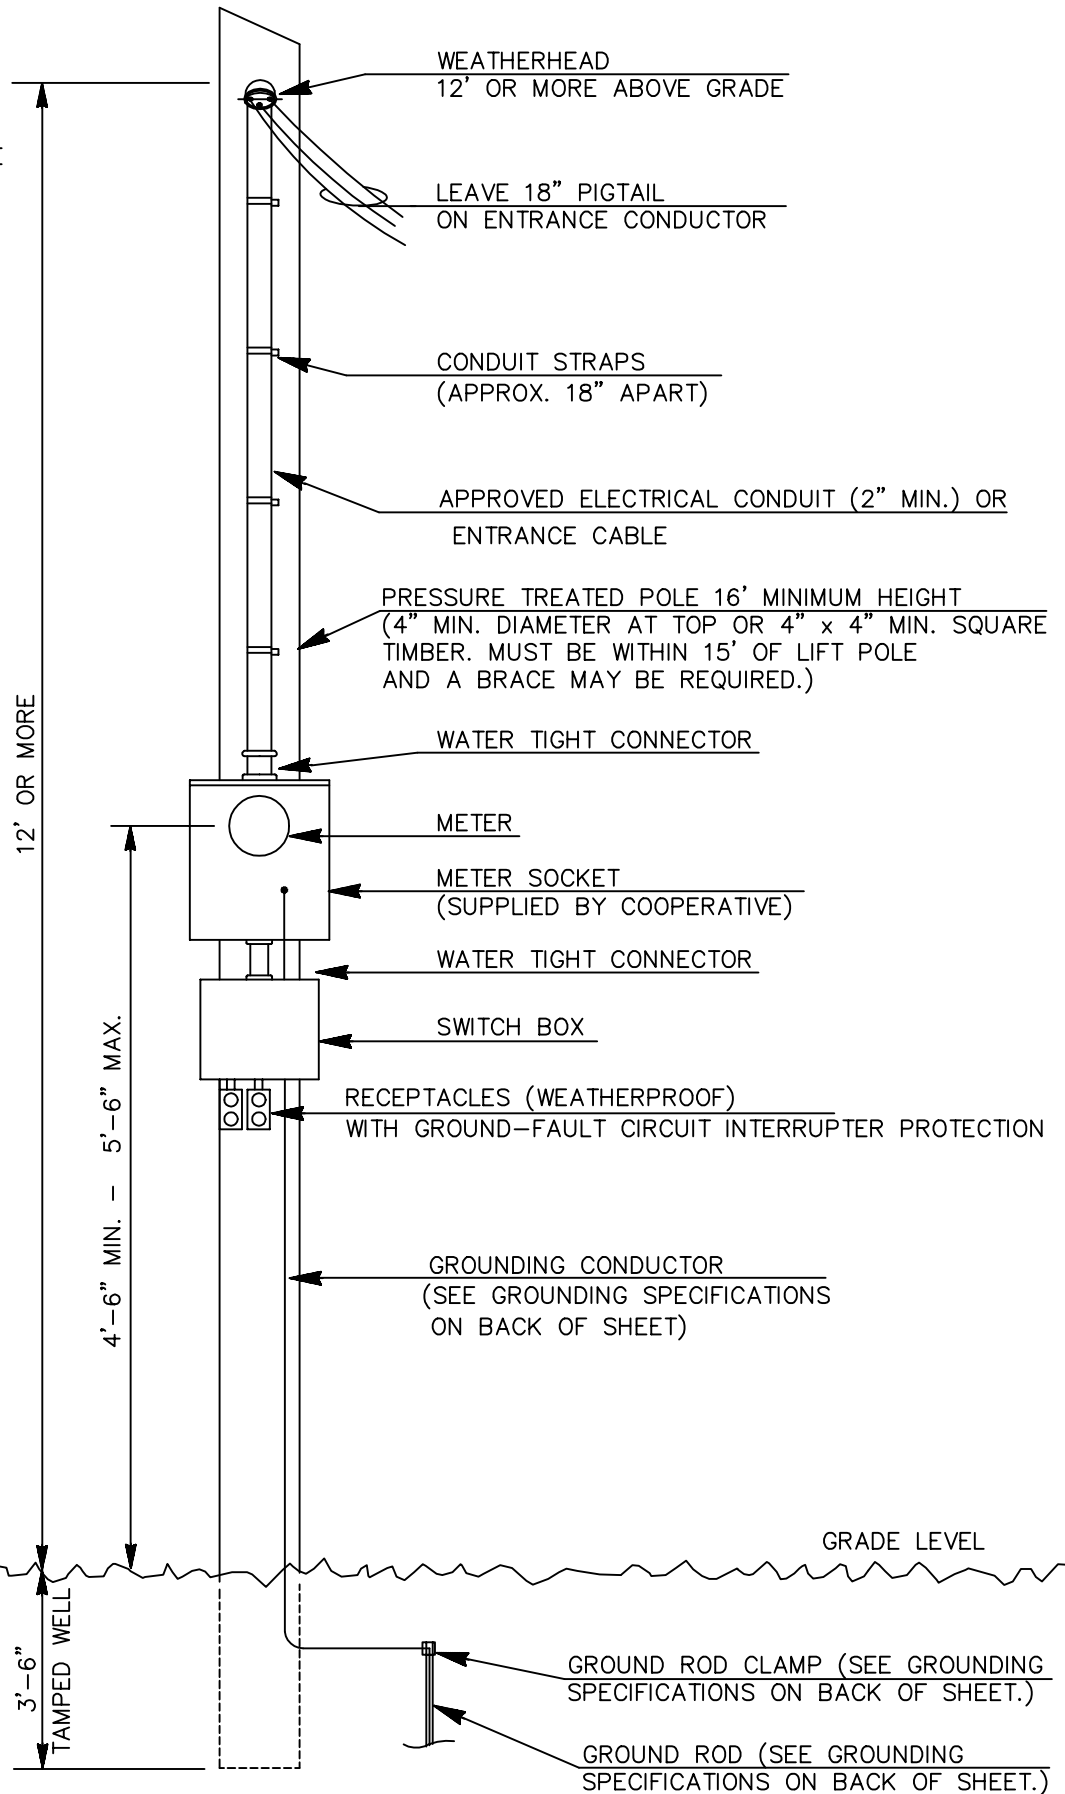 WEATHERHEAD
12' OR MORE ABOVE GRADE
LEAVE 18" PIGTAIL
ON ENTRANCE CONDUCTOR
CONDUIT STRAPS
(APPROX. 18" APART)
APPROVED ELECTRICAL CONDUIT (2" MIN.) OR
ENTRANCE CABLE
PRESSURE TREATED POLE 16' MINIMUM HEIGHT
(4" MIN. DIAMETER AT TOP OR 4" x 4" MIN. SQUARE
TIMBER. MUST BE WITHIN 15' OF LIFT POLE
AND A BRACE MAY BE REQUIRED.)
12' OR MORE
WATER TIGHT CONNECTOR
METER
METER SOCKET
(SUPPLIED BY COOPERATIVE)
WATER TIGHT CONNECTOR
SWITCH BOX
4'-6" MIN. - 5'-6" MAX.
RECEPTACLES (WEATHERPROOF)
WITH GROUND-FAULT CIRCUIT INTERRUPTER PROTECTION
GROUNDING CONDUCTOR
(SEE GROUNDING SPECIFICATIONS
ON BACK OF SHEET)
GRADE LEVEL
3'-6"
TAMPED WELL
GROUND ROD CLAMP (SEE GROUNDING
SPECIFICATIONS ON BACK OF SHEET.)
GROUND ROD (SEE GROUNDING
SPECIFICATIONS ON BACK OF SHEET.)